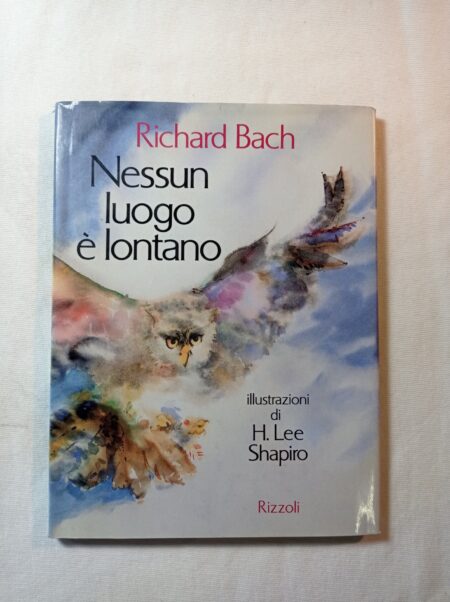 Richard Bach
Nessun
luogo
è lontano
illustrazioni
di
H. Lee
Shapiro
Rizzoli